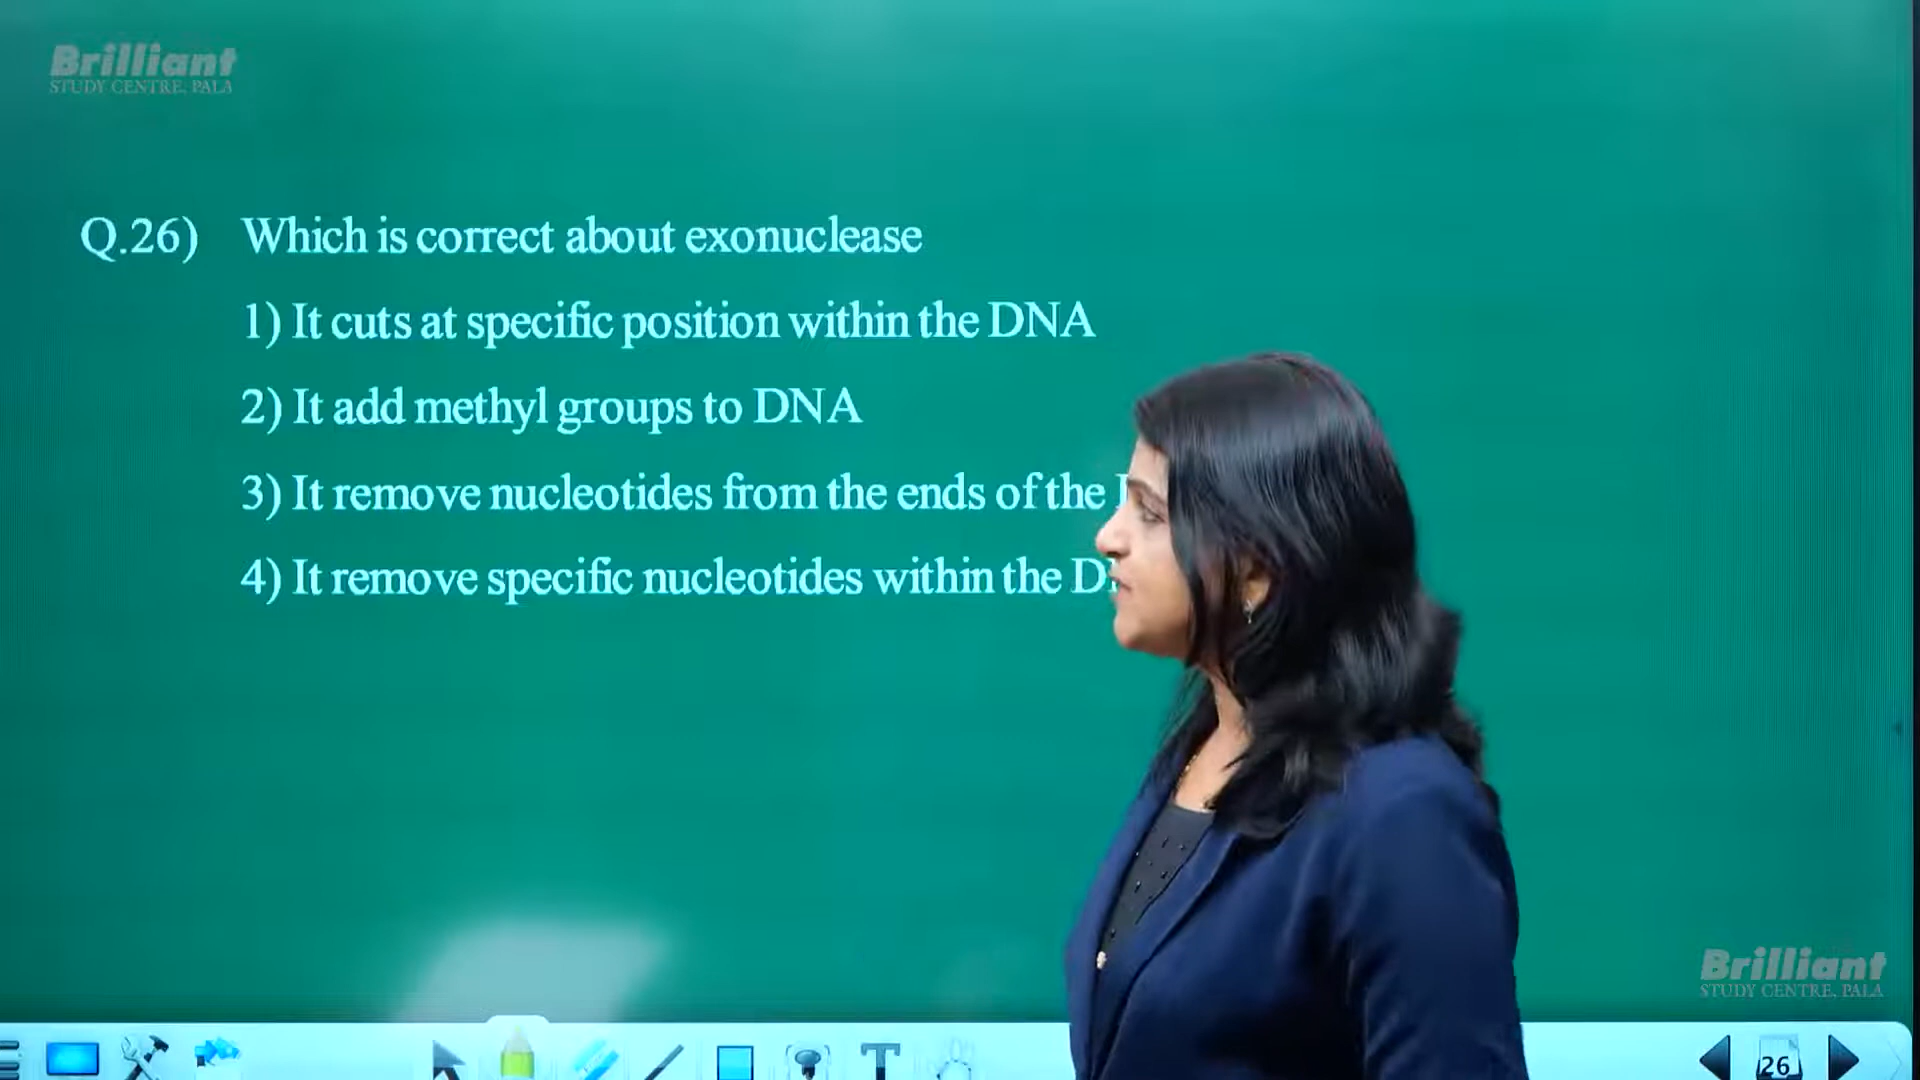 Brilliant
STUDY CENTRE, PALA
Q.26) Which is correct about exonuclease
1) It cuts at specific position within the DNA
2) It add methyl groups to DNA
3) It remove nucleotides from the ends of the
4) It remove specific nucleotides within the
Brilliant
STUDY CENTRE, PALA
T
26